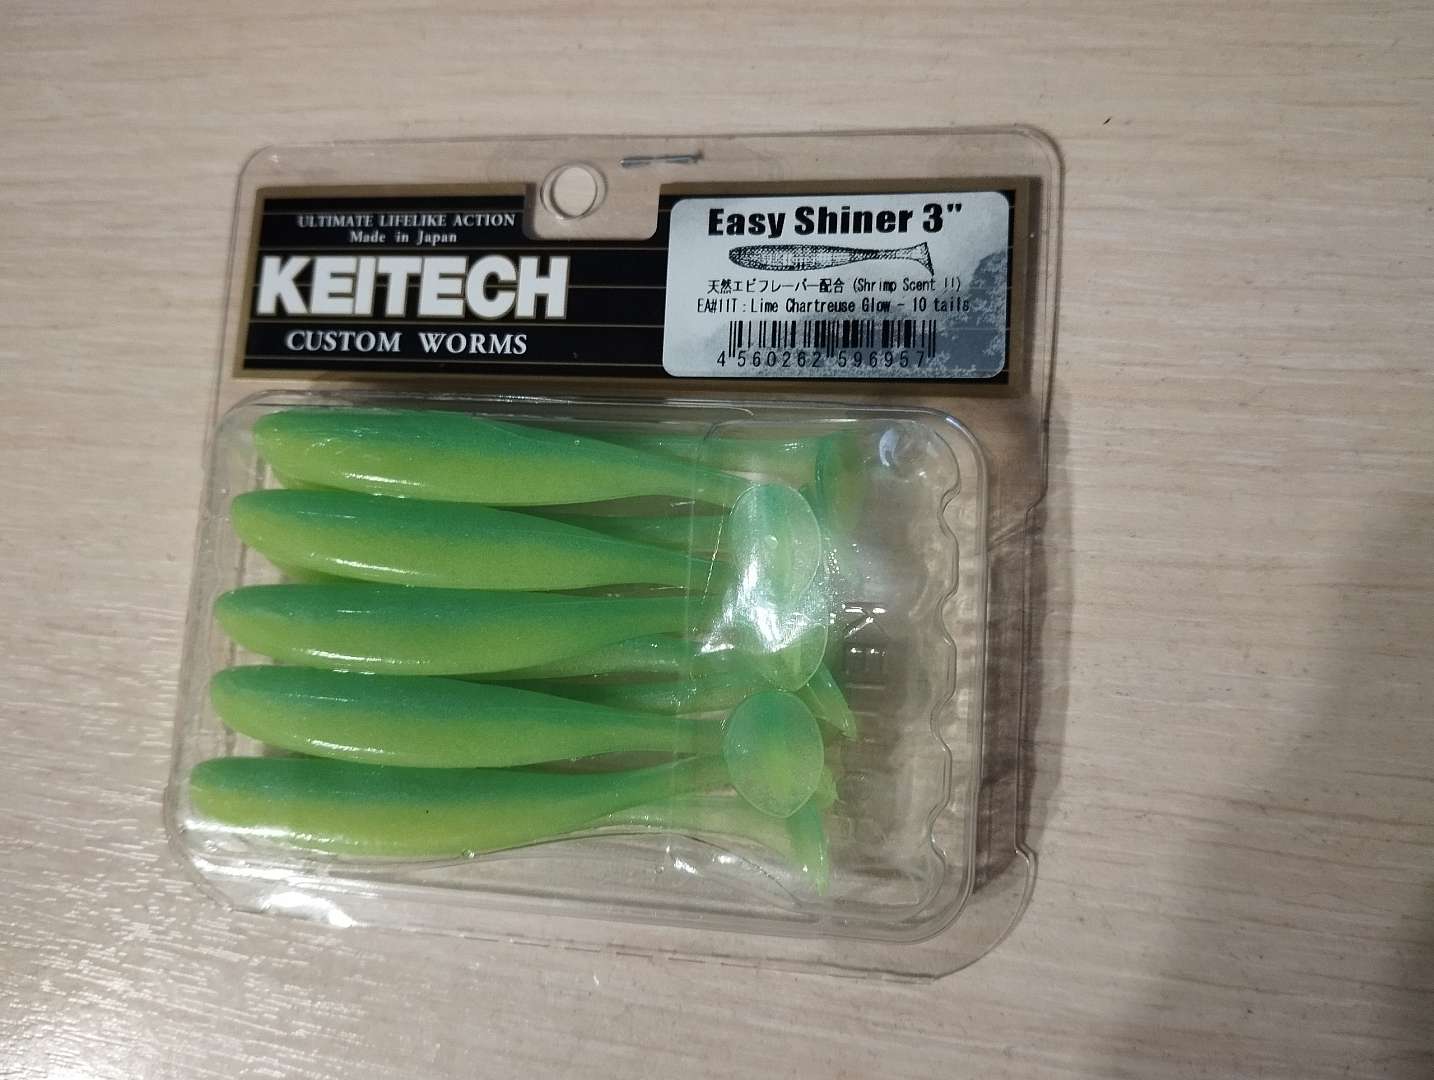 ULTIMATE LIFELIKE ACTION
Made in Japan
KEITECH
CUSTOM WORMS
Easy Shiner 3"
天然エビフレーバー配合 (Shrimp Scent !!)
EA#11T : Lime Chartreuse Glow - 10 tails
4 560262 596957